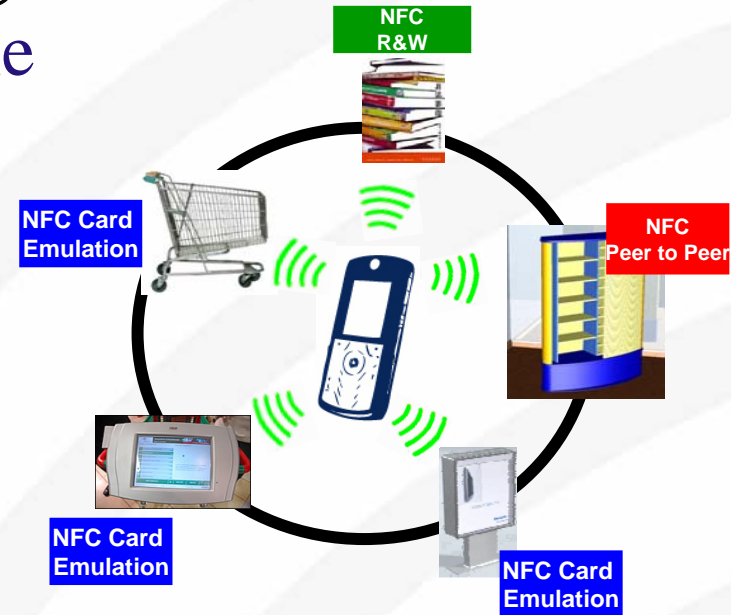 e
NFC
R&W
NFC Card
Emulation
NFC
Peer to Peer
NFC Card
Emulation
NFC Card
Emulation